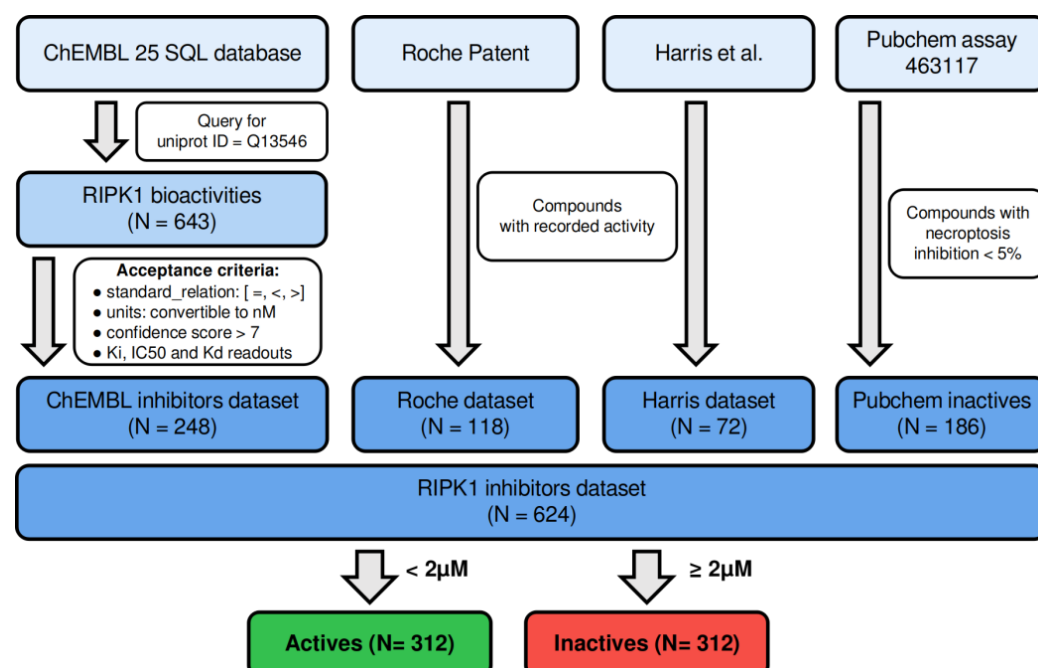 ChEMBL 25 SQL database
Roche Patent
Harris et al.
Pubchem assay
463117
Query for
uniprot ID = Q13546
RIPK1 bioactivities
(N = 643)
Compounds
with recorded activity
Compounds with
necroptosis
inhibition < 5%
Acceptance criteria:
● standard_relation: [ =, <, >]
● units: convertible to nM
● confidence score > 7
● Ki, IC50 and Kd readouts
ChEMBL inhibitors dataset
(N = 248)
Roche dataset
(N = 118)
Harris dataset
(N = 72)
Pubchem inactives
(N = 186)
RIPK1 inhibitors dataset
(N = 624)
< 2µM
≥ 2µM
Actives (N= 312)
Inactives (N= 312)